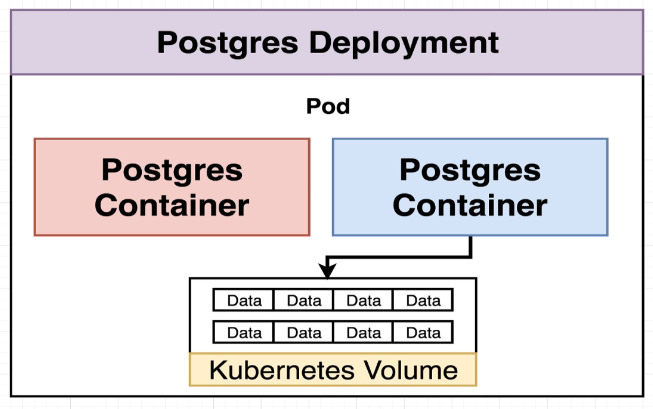 Postgres Deployment
Pod
Postgres
Container
Postgres
Container
Data Data Data Data
Data Data Data Data
Kubernetes Volume